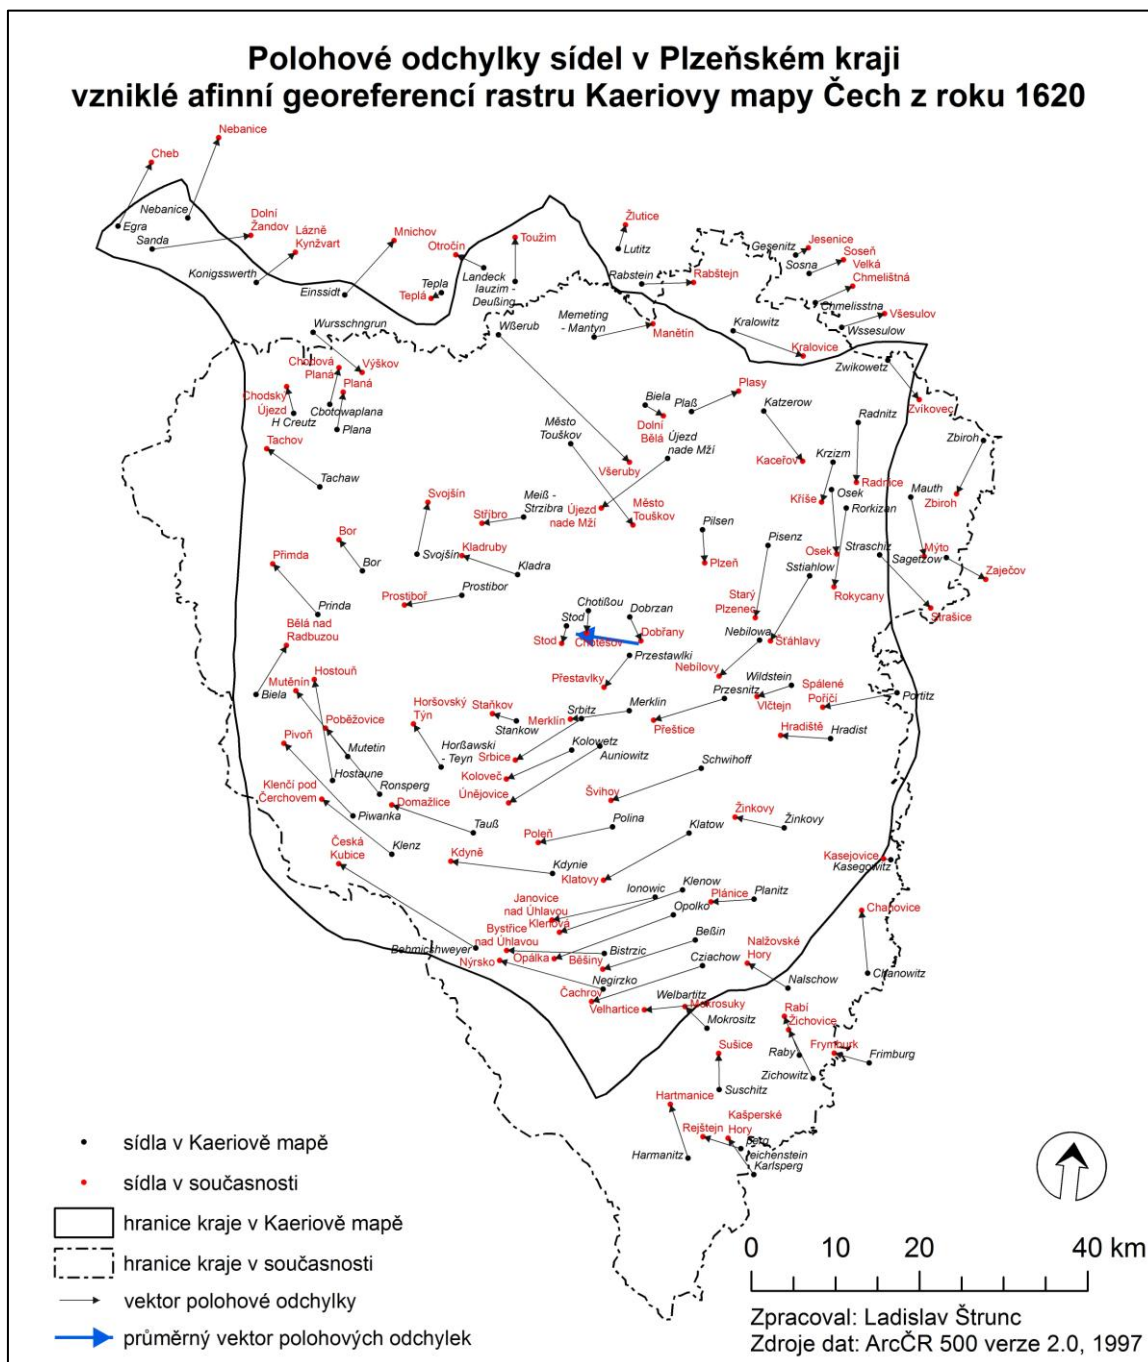 Polohové odchylky sídel v Plzeňském kraji
vzniklé afinní georeferencí rastru Kaeriovy mapy Čech z roku 1620
Nebanice
Cheb
Nebanice
Egra
Sanda
Dolní
Žandov
Lázně
Kynžvart
Mnichov
Otročín
Toužim
Žlutice
Lutitz
Gesenitz
Jesenice
Sosna
Soseň
Velká
Chmelištná
Konigsswerth
Einssidt
Tepla
Teplá
Landeck
Iauzim -
Deußing
Rabstein
Rabštejn
Chmelisstna
Všesulov
Wssesulow
Wursschngrun
Wßerub
Memeting
- Mantyn
Manětín
Kralowitz
Kralovice
Zwikowetz
Zvíkovec
Chodová
Planá
Výškov
Planá
Chodský
Újezd
H Creutz
Cbotowaplana
Plana
Biela
Plaß
Plasy
Katzerow
Dolní
Bělá
Radnitz
Zbiroh
Město
Touškov
Újezd
nade Mží
Tachov
Tachaw
Všeruby
Kaceřov
Krzizm
Radnice
Mauth
Zbiroh
Osek
Kříše
Rorkizan
Svojšín
Meiß -
Strzibra
Stříbro
Újezd
nade Mží
Město
Touškov
Pilsen
Pisenz
Bor
Bor
Svojšín
Kladruby
Kladra
Plzeň
Osek
Straschiz
Sagetzow
Mýto
Zaječov
Přimda
Prinda
Prostibor
Prostiboř
Sstiahlow
Starý
Plzenec
Rokycany
Strašice
Bělá nad
Radbuzou
Biela
Stod
Chotißou
Dobrzan
Stod
Chotěšov
Dobřany
Nebilowa
Šťáhlavy
Przestawlki
Přestavlky
Nebílovy
Wildstein
Spálené
Poříčí
Portitz
Mutěnín
Hostouň
Vlčtejn
Przesnitz
Horšovský
Týn
Staňkov
Stankow
Srbitz
Merklin
Merklín
Přeštice
Hradiště
Hradist
Poběžovice
Pivoň
Mutetin
Horßawski
- Teyn
Srbice
Kolowetz
Auniowitz
Hostaune
Ronsperg
Koloveč
Schwihoff
Klenčí pod
Čerchovem
Piwanka
Domažlice
Únějovice
Švihov
Žinkovy
Žinkovy
Tauß
Polina
Poleň
Klatow
Česká
Kubice
Klenz
Kdyně
Kdynie
Klatovy
Kasejovice
Kasegowitz
Ionowic
Klenow
Plánice
Planitz
Janovice
nad Úhlavou
Klenová
Opolko
Chanovice
Bystřice
nad Úhlavou
Behmicshweyer
Nýrsko
Opálka
Bistrzic
Beßin
Běšiny
Cziachow
Nalžovské
Hory
Chanowitz
Negirzko
Nalschow
Čachrov
Velhartice
Welbartitz
Mokrosuky
Mokrositz
Rabí
Žichovice
Raby
Frymburk
Frimburg
Sušice
Suschitz
Zichowitz
Hartmanice
Harmanitz
Rejštejn
Kašperské
Hory
berg
eichenstein
Karlsperg
sídla v Kaeriově mapě
sídla v současnosti
hranice kraje v Kaeriově mapě
hranice kraje v současnosti
vektor polohové odchylky
průměrný vektor polohových odchylek
0 10 20 40 km
Zpracoval: Ladislav Štrunc
Zdroje dat: ArcČR 500 verze 2.0, 1997